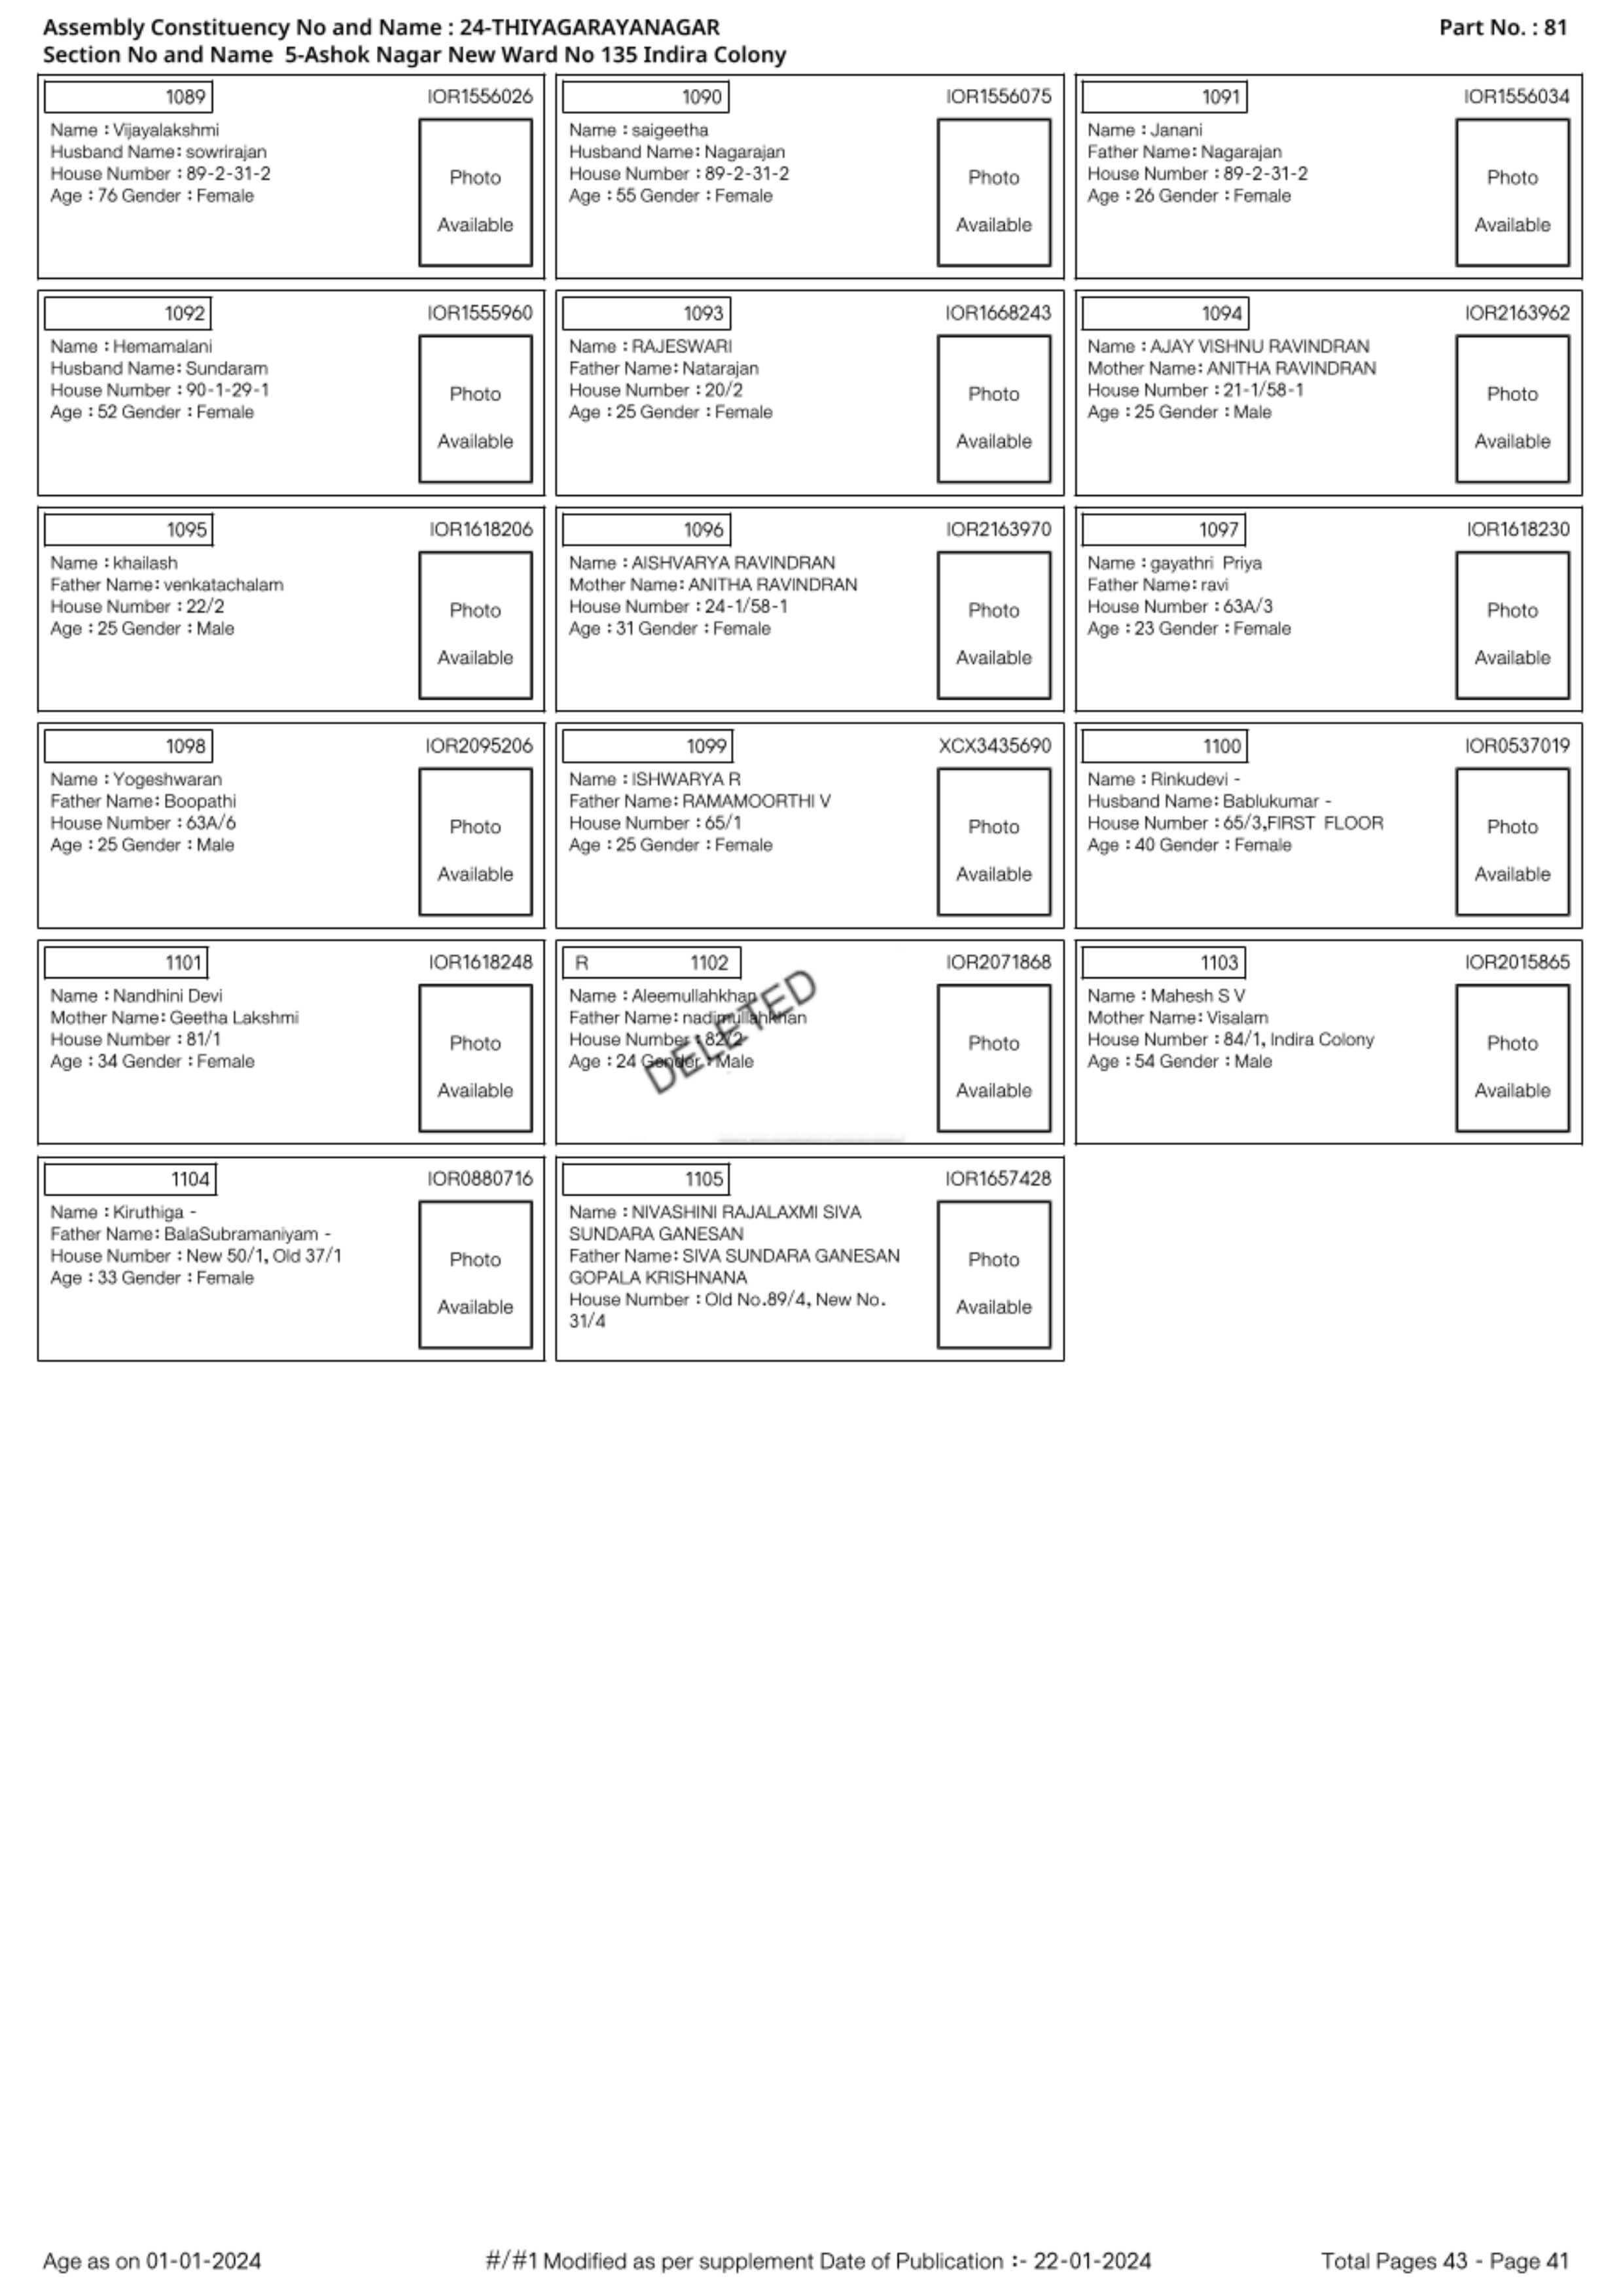 Assembly Constituency No and Name : 24-THIYAGARAYANAGAR
Part No. : 81
Section No and Name 5-Ashok Nagar New Ward No 135 Indira Colony
1089 IOR1556026
Name : Vijayalakshmi
Husband Name: sowrirajan
House Number : 89-2-31-2
Age : 76 Gender : Female
Photo
Available
1090 IOR1556075
Name : saigeetha
Husband Name: Nagarajan
House Number : 89-2-31-2
Age : 55 Gender : Female
Photo
Available
1091 IOR1556034
Name : Janani
Father Name: Nagarajan
House Number : 89-2-31-2
Age : 26 Gender : Female
Photo
Available
1092 IOR1555960
Name : Hemamalani
Husband Name: Sundaram
House Number : 90-1-29-1
Age : 52 Gender : Female
Photo
Available
1093 IOR1668243
Name : RAJESWARI
Father Name: Natarajan
House Number : 20/2
Age : 25 Gender : Female
Photo
Available
1094 IOR2163962
Name : AJAY VISHNU RAVINDRAN
Mother Name: ANITHA RAVINDRAN
House Number : 21-1/58-1
Age : 25 Gender : Male
Photo
Available
1095 IOR1618206
Name : khailash
Father Name: venkatachalam
House Number : 22/2
Age : 25 Gender : Male
Photo
Available
1096 IOR2163970
Name : AISHVARYA RAVINDRAN
Mother Name: ANITHA RAVINDRAN
House Number : 24-1/58-1
Age : 31 Gender : Female
Photo
Available
1097 IOR1618230
Name : gayathri Priya
Father Name: ravi
House Number : 63A/3
Age : 23 Gender : Female
Photo
Available
1098 IOR2095206
Name : Yogeshwaran
Father Name: Boopathi
House Number : 63A/6
Age : 25 Gender : Male
Photo
Available
1099 XCX3435690
Name : ISHWARYA R
Father Name: RAMAMOORTHI V
House Number : 65/1
Age : 25 Gender : Female
Photo
Available
1100 IOR0537019
Name : Rinkudevi -
Husband Name: Bablukumar -
House Number : 65/3,FIRST FLOOR
Age : 40 Gender : Female
Photo
Available
1101 IOR1618248
Name : Nandhini Devi
Mother Name: Geetha Lakshmi
House Number : 81/1
Age : 34 Gender : Female
Photo
Available
R 1102 IOR2071868
Name : Aleemullahkhan
Father Name: nadimullahkhan
House Number : 82/2
Age : 24 Gender : Male
DELETED
Photo
Available
1103 IOR2015865
Name : Mahesh S V
Mother Name: Visalam
House Number : 84/1, Indira Colony
Age : 54 Gender : Male
Photo
Available
1104 IOR0880716
Name : Kiruthiga -
Father Name: BalaSubramaniyam -
House Number : New 50/1, Old 37/1
Age : 33 Gender : Female
Photo
Available
1105 IOR1657428
Name : NIVASHINI RAJALAXMI SIVA
SUNDARA GANESAN
Father Name: SIVA SUNDARA GANESAN
GOPALA KRISHNANA
House Number : Old No.89/4, New No.
31/4
Photo
Available
Age as on 01-01-2024
#/#1 Modified as per supplement Date of Publication :- 22-01-2024
Total Pages 43 - Page 41